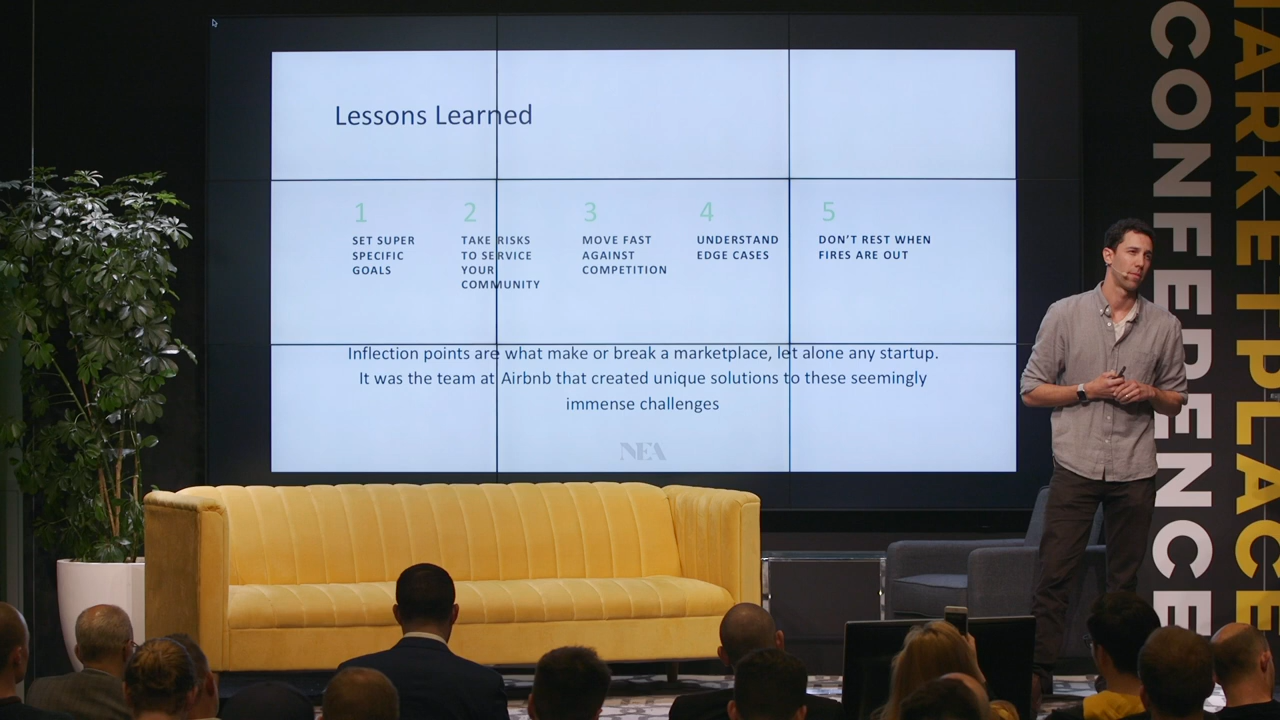 Lessons Learned
1
SET SUPER
SPECIFIC
GOALS
2
TAKE RISKS
TO SERVICE
YOUR
COMMUNITY
3
MOVE FAST
AGAINST
COMPETITION
4
UNDERSTAND
EDGE CASES
5
DON'T REST WHEN
FIRES ARE OUT
Inflection points are what make or break a marketplace, let alone any startup.
It was the team at Airbnb that created unique solutions to these seemingly
immense challenges
NEA
CONFERENCE
MARKETPLACE